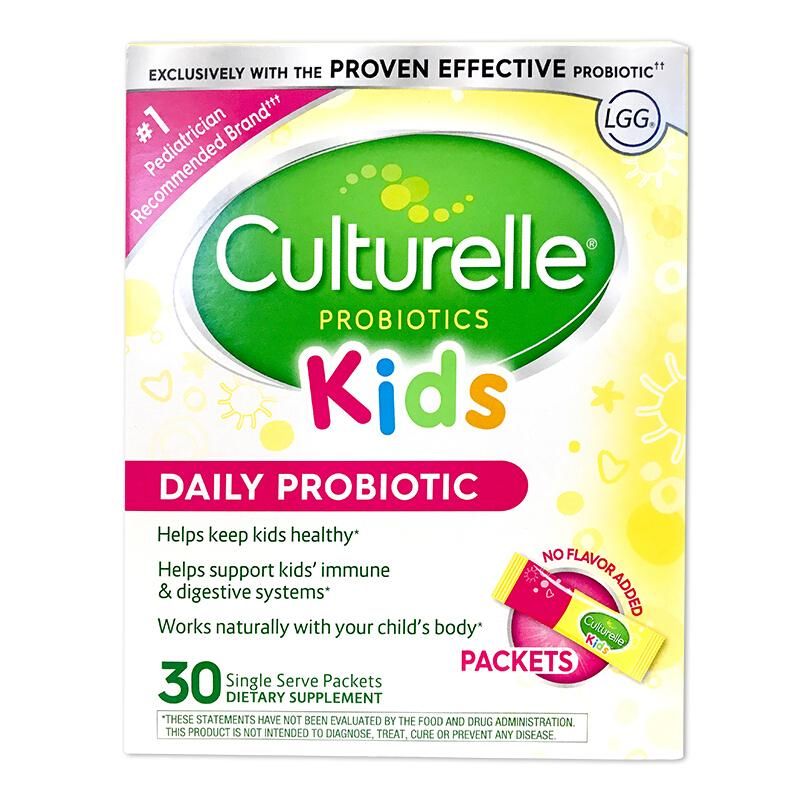 EXCLUSIVELY WITH THE PROVEN EFFECTIVE PROBIOTIC††
LGG®
#1
Pediatrician
Recommended Brand†††
Culturelle®
PROBIOTICS
Kids
DAILY PROBIOTIC
Helps keep kids healthy*
Helps support kids' immune
& digestive systems*
Works naturally with your child's body*
NO FLAVOR ADDED
Culturelle
Kids
PACKETS
30 Single Serve Packets
DIETARY SUPPLEMENT
*THESE STATEMENTS HAVE NOT BEEN EVALUATED BY THE FOOD AND DRUG ADMINISTRATION.
THIS PRODUCT IS NOT INTENDED TO DIAGNOSE, TREAT, CURE OR PREVENT ANY DISEASE.